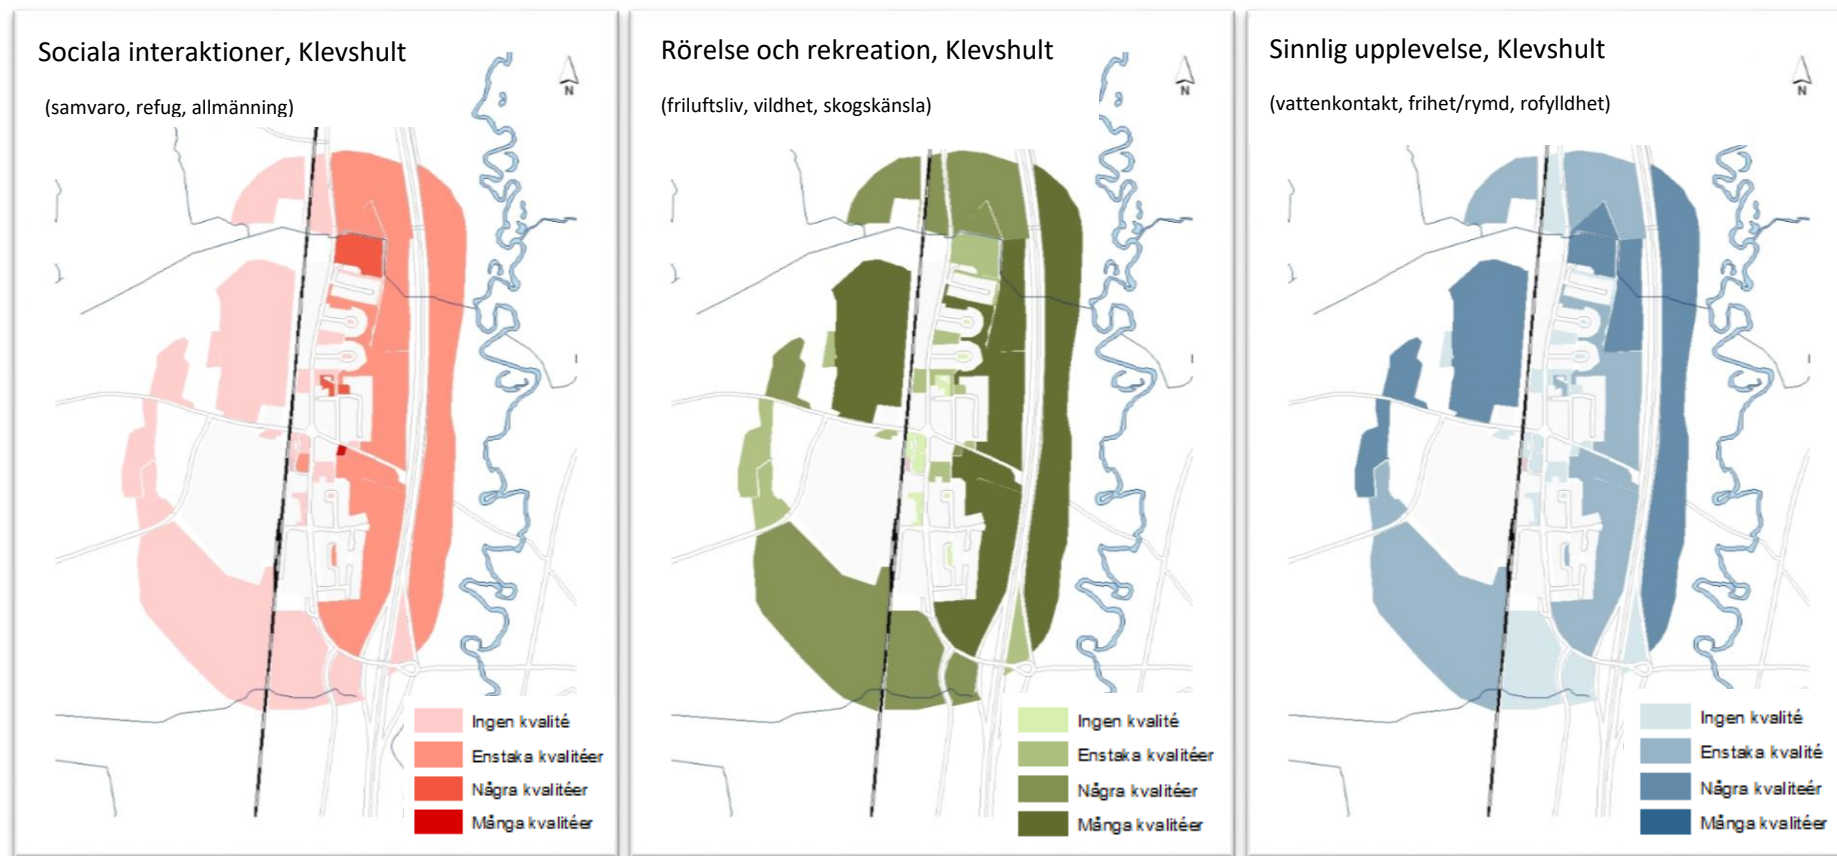 Sociala interaktioner, Klevshult
(samvaro, refug, allmänning)
N
Ingen kvalité
Enstaka kvalitéer
Några kvalitéer
Många kvalitéer
Rörelse och rekreation, Klevshult
(friluftsliv, vildhet, skogskänsla)
N
Ingen kvalité
Enstaka kvalitéer
Några kvalitéer
Många kvalitéer
Sinnlig upplevelse, Klevshult
(vattenkontakt, frihet/rymd, rofylldhet)
N
Ingen kvalité
Enstaka kvalité
Några kvaliteér
Många kvalitéer